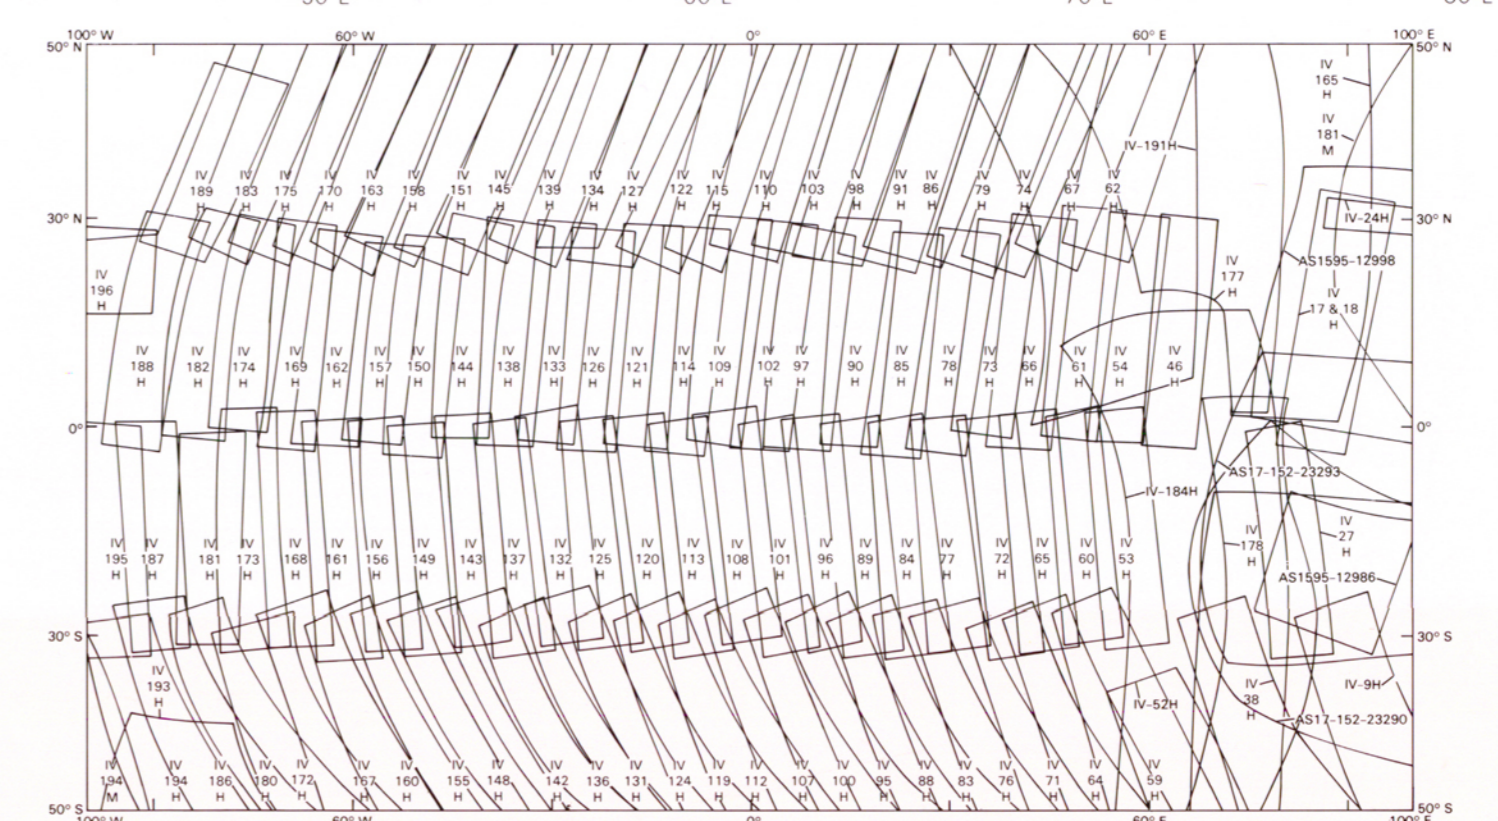 100° W 60° W 0° 60° E 100° E
50° N 50° N
IV 165 H
IV 181 M
IV-191H
IV 189 H IV 183 H IV 175 H IV 170 H IV 163 H IV 158 H IV 151 H IV 145 H IV 139 H IV 134 H IV 127 H IV 122 H IV 115 H IV 110 H IV 103 H IV 98 H IV 91 H IV 86 H IV 79 H IV 74 H IV 67 H IV 62 H
30° N 30° N
IV-24H
AS1595-12998
IV 196 H
IV 177 H
IV 17 & 18 H
IV 188 H IV 182 H IV 174 H IV 169 H IV 162 H IV 157 H IV 150 H IV 144 H IV 138 H IV 133 H IV 126 H IV 121 H IV 114 H IV 109 H IV 102 H IV 97 H IV 90 H IV 85 H IV 78 H IV 73 H IV 66 H IV 61 H IV 54 H IV 46 H
0° 0°
AS17-152-23293
IV-184H
IV 195 H IV 187 H IV 181 H IV 173 H IV 168 H IV 161 H IV 156 H IV 149 H IV 143 H IV 137 H IV 132 H IV 125 H IV 120 H IV 113 H IV 108 H IV 101 H IV 96 H IV 89 H IV 84 H IV 77 H IV 72 H IV 65 H IV 60 H IV 53 H IV 178 H IV 27 H
AS1595-12986
30° S 30° S
IV 193 H
IV-52H
IV 38 H
IV-9H
AS17-152-23290
IV 194 M IV 194 H IV 186 H IV 180 H IV 172 H IV 167 H IV 160 H IV 155 H IV 148 H IV 142 H IV 136 H IV 131 H IV 124 H IV 119 H IV 112 H IV 107 H IV 100 H IV 95 H IV 88 H IV 83 H IV 76 H IV 71 H IV 64 H IV 59 H
50° S 50° S
100° W 60° W 0° 60° E 100° E